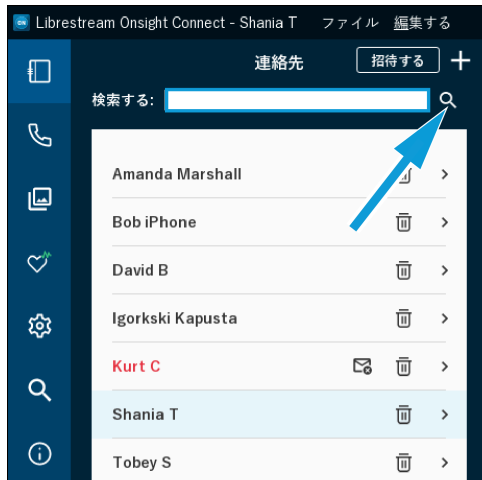 Librestream Onsight Connect - Shania T ファイル 編集する
連絡先 招待する
検索する:
Amanda Marshall
Bob iPhone
David B
Igorkski Kapusta
Kurt C
Shania T
Tobey S